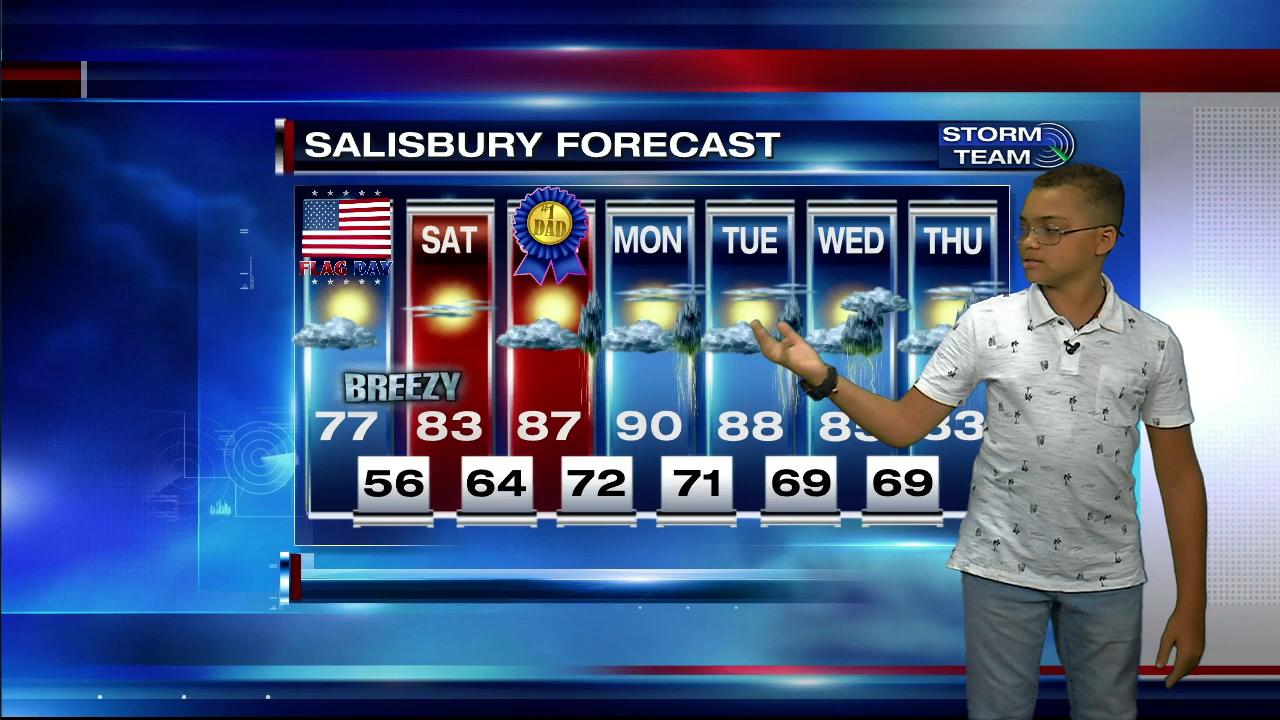 SALISBURY FORECAST
STORM
TEAM
#1
DAD
SAT
MON
TUE
WED
THU
FLAG DAY
BREEZY
77
83
87
90
88
83
56
64
72
71
69
69